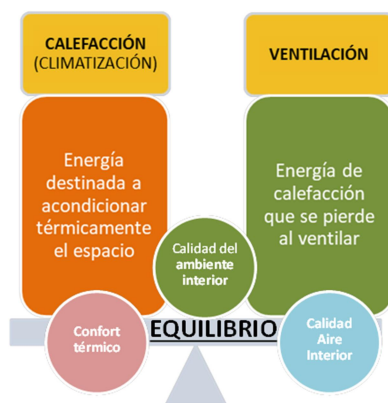 CALEFACCIÓN
(CLIMATIZACIÓN)
VENTILACIÓN
Energía
destinada a
acondicionar
térmicamente
el espacio
Energía de
calefacción
que se pierde
al ventilar
Calidad del
ambiente
interior
Confort
térmico
EQUILIBRIO
Calidad
Aire
Interior